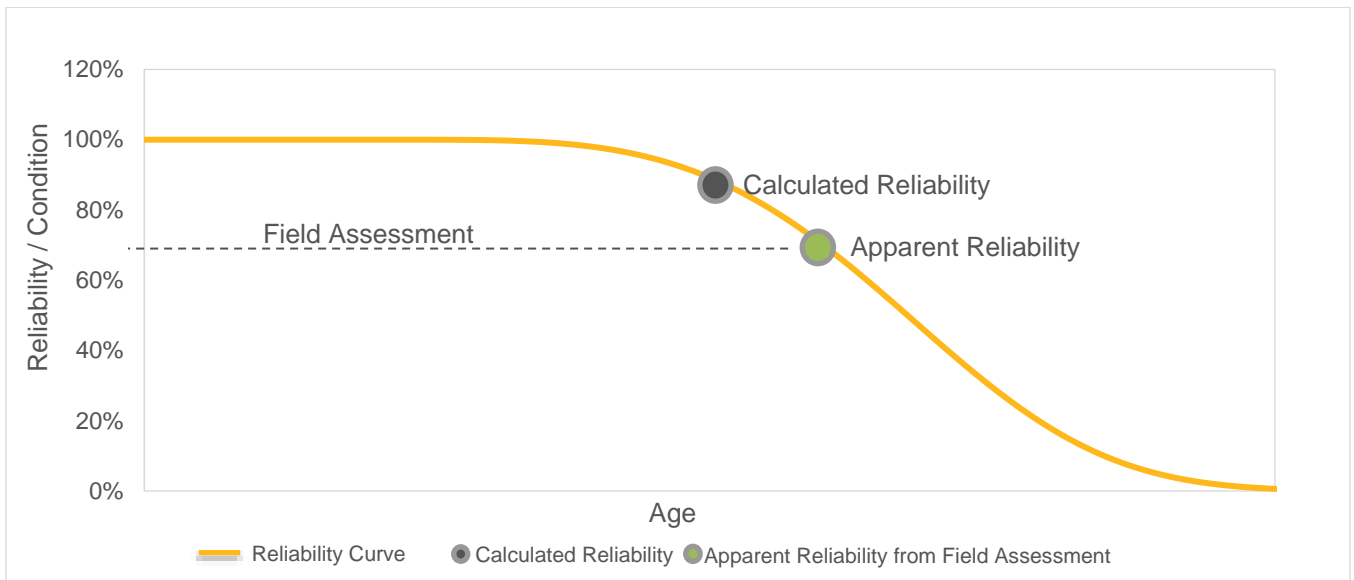 120%
100%
80%
60%
40%
20%
0%
Reliability / Condition
Field Assessment
Calculated Reliability
Apparent Reliability
Age
Reliability Curve
Calculated Reliability
Apparent Reliability from Field Assessment